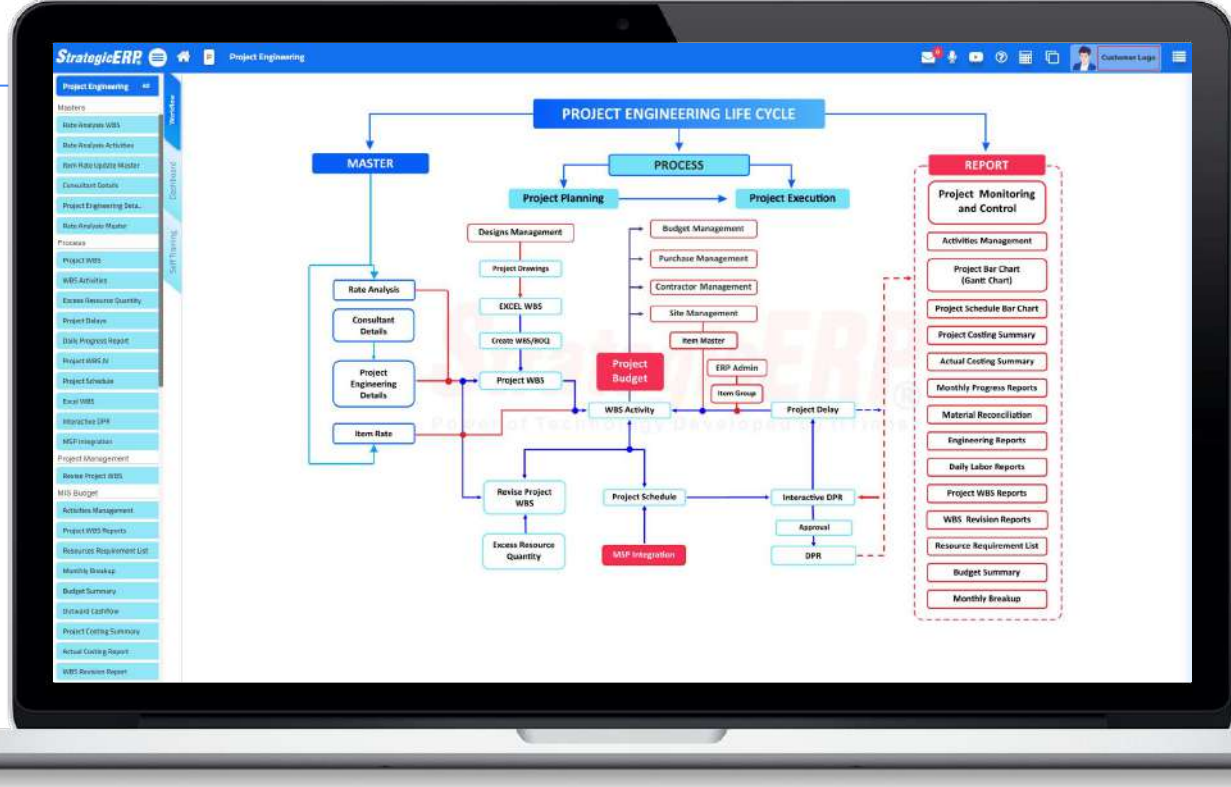 StrategicERP
P
Project Engineering
Customer Logo
Project Engineering
Masters
Rate Analysis WBS
Rate Analysis Activities
Item Rate Update Master
Consultant Details
Project Engineering Deta..
Rate Analysis Master
Process
Project WBS
WBS Activities
Excess Resource Quantity
Project Delays
Daily Progress Report
Project WBS AI
Project Schedule
Excel WBS
Interactive DPR
MSP Integration
Project Management
Revise Project WBS
MIS Budget
Activities Management
Project WBS Reports
Resources Requirement List
Monthly Breakup
Budget Summary
Outward Cashflow
Project Costing Summary
Actual Costing Report
WBS Revision Report
Workflow
Dashboard
Self Training
PROJECT ENGINEERING LIFE CYCLE
MASTER
PROCESS
REPORT
Project Planning
Project Execution
Rate Analysis
Consultant
Details
Project
Engineering
Details
Item Rate
Designs Management
Project Drawings
EXCEL WBS
Create WBS/BOQ
Project WBS
Budget Management
Purchase Management
Contractor Management
Site Management
Item Master
Project
Budget
ERP Admin
Item Group
WBS Activity
Project Delay
Revise Project
WBS
Excess Resource
Quantity
Project Schedule
MSP Integration
Interactive DPR
Approval
DPR
Project Monitoring
and Control
Activities Management
Project Bar Chart
(Gantt Chart)
Project Schedule Bar Chart
Project Costing Summary
Actual Costing Summary
Monthly Progress Reports
Material Reconciliation
Engineering Reports
Daily Labor Reports
Project WBS Reports
WBS Revision Reports
Resource Requirement List
Budget Summary
Monthly Breakup
StrategicERP
®